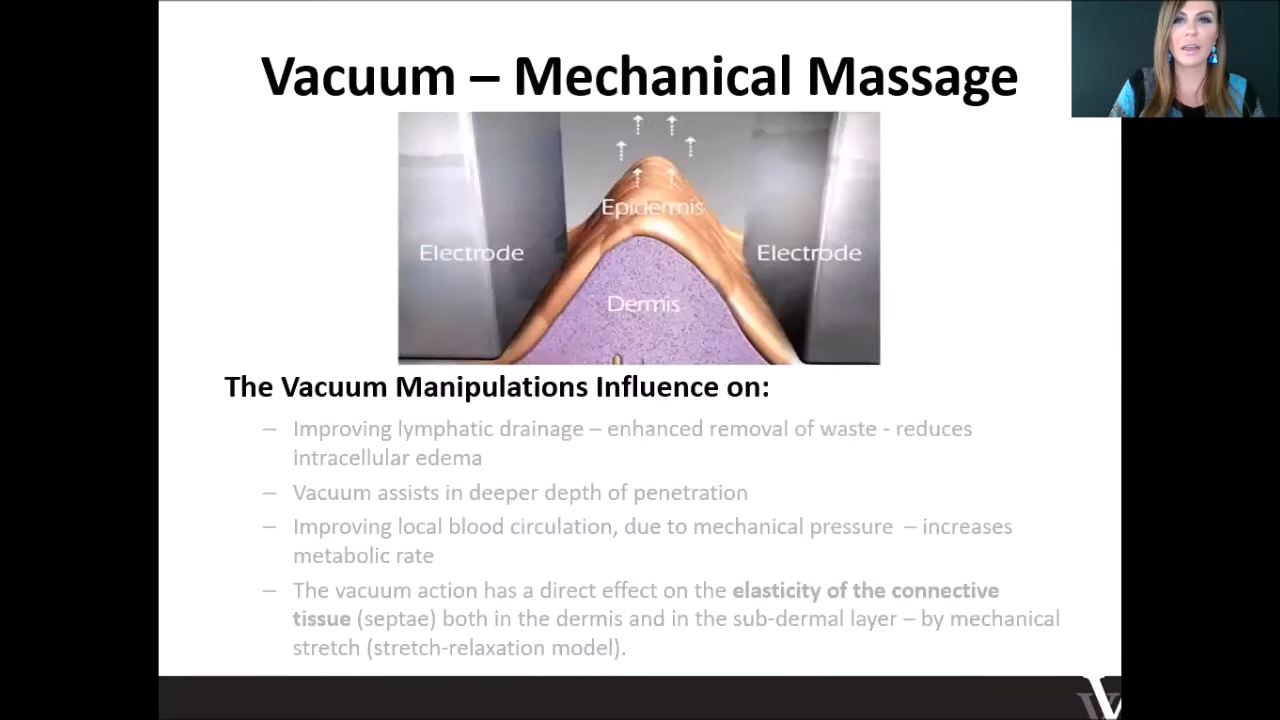 Vacuum – Mechanical Massage
Epidermis
Electrode
Electrode
Dermis
The Vacuum Manipulations Influence on:
– Improving lymphatic drainage – enhanced removal of waste - reduces
intracellular edema
– Vacuum assists in deeper depth of penetration
– Improving local blood circulation, due to mechanical pressure – increases
metabolic rate
– The vacuum action has a direct effect on the elasticity of the connective
tissue (septae) both in the dermis and in the sub-dermal layer – by mechanical
stretch (stretch-relaxation model).